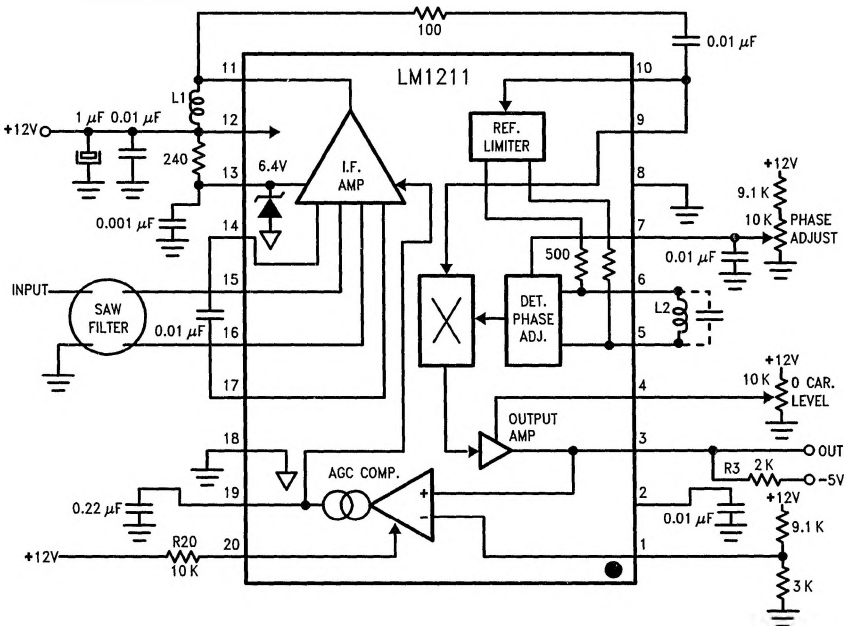 100
0.01 μF
11
LM1211
10
L1
1 μF 0.01 μF
+12V
12
9
REF.
LIMITER
240
6.4V
I.F.
AMP
13
8
+12V
9.1 K
0.001 μF
14
7
10 K
PHASE
ADJUST
500
0.01 μF
INPUT
15
6
SAW
FILTER
0.01 μF
DET.
PHASE
ADJ.
L2
16
5
+12V
17
4
10 K
0 CAR.
LEVEL
OUTPUT
AMP
18
3
OUT
AGC COMP.
R3
2 K
-5V
19
+
2
+12V
0.22 μF
-
0.01 μF
9.1 K
R20
+12V
20
1
10 K
3 K